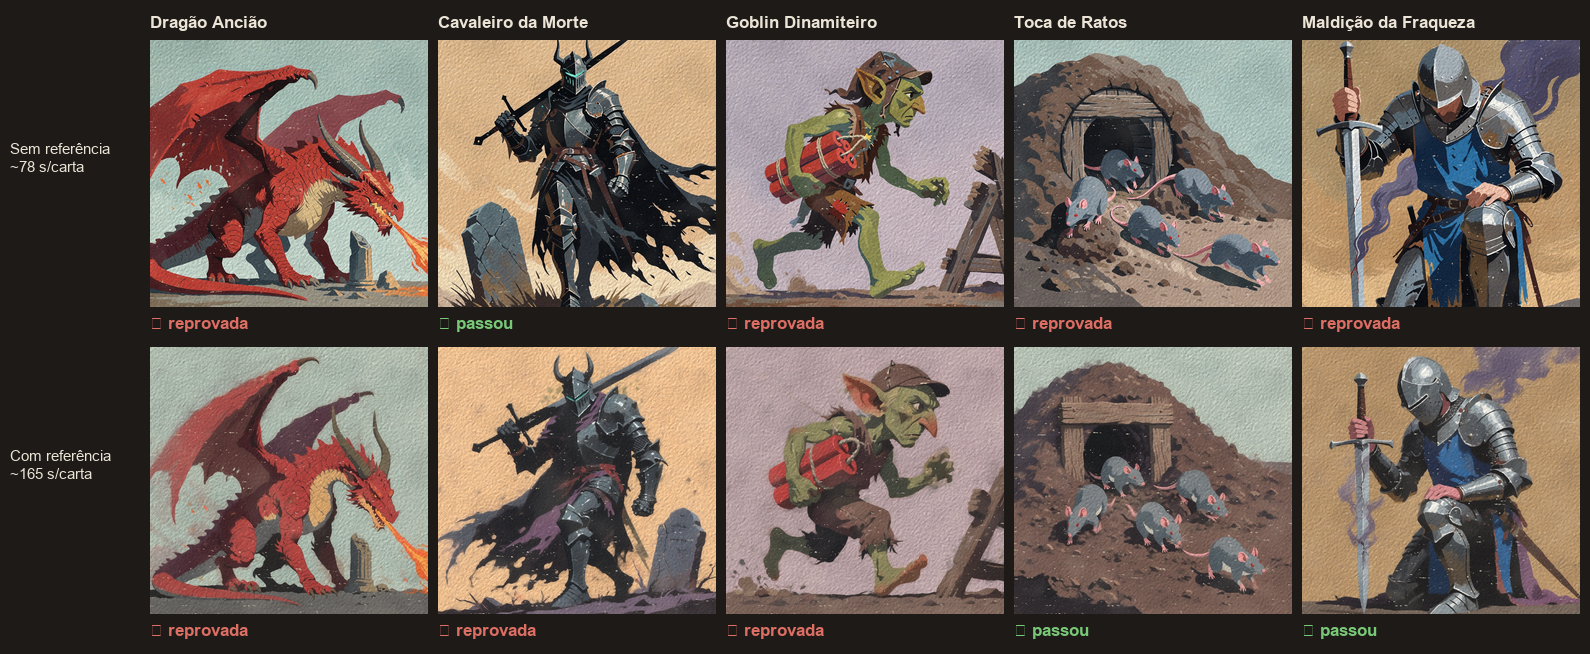 Dragão Ancião
Cavaleiro da Morte
Goblin Dinamiteiro
Toca de Ratos
Maldição da Fraqueza
Sem referência
~78 s/carta
reprovada
passou
reprovada
reprovada
reprovada
Com referência
~165 s/carta
reprovada
reprovada
reprovada
passou
passou